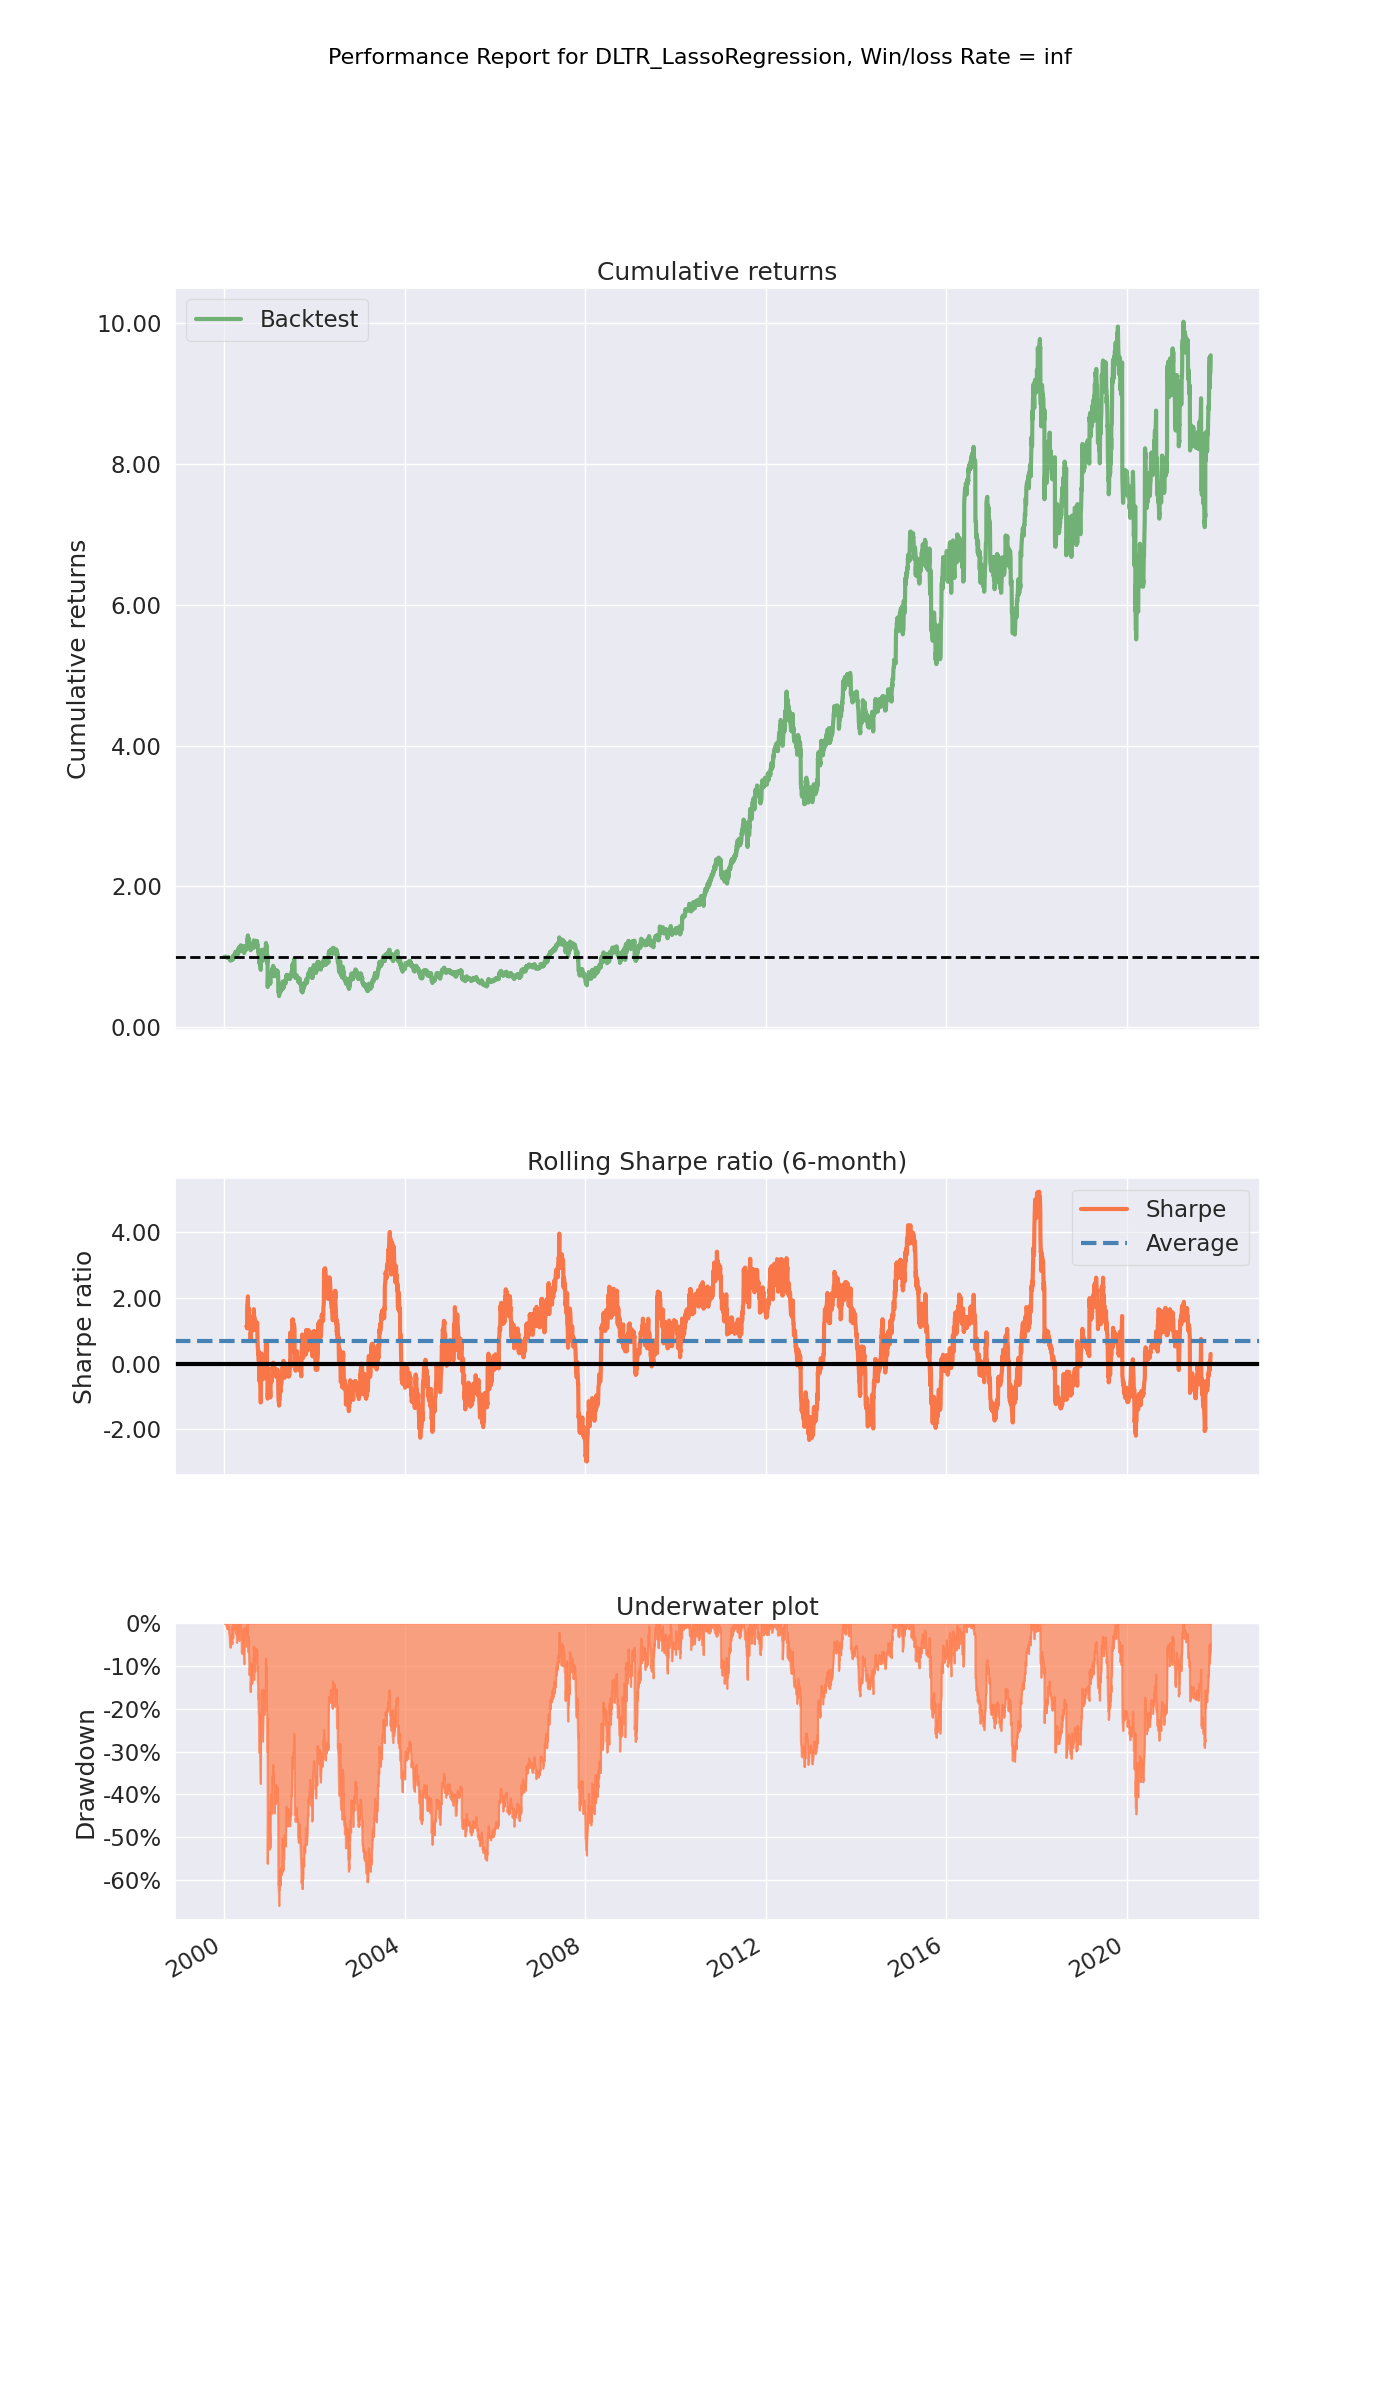 Performance Report for DLTR_LassoRegression, Win/loss Rate = inf
Cumulative returns
Backtest
Cumulative returns
10.00
8.00
6.00
4.00
2.00
0.00
Rolling Sharpe ratio (6-month)
Sharpe
Average
Sharpe ratio
4.00
2.00
0.00
-2.00
Underwater plot
Drawdown
0%
-10%
-20%
-30%
-40%
-50%
-60%
2000
2004
2008
2012
2016
2020